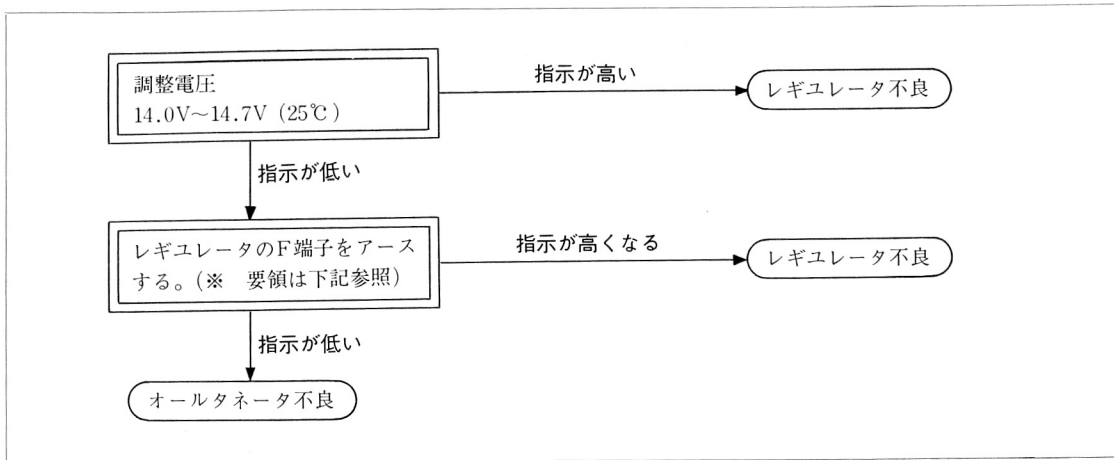 調整電圧
14.0V～14.7V (25℃)
指示が高い
レギユレータ不良
指示が低い
レギユレータのF端子をアース
する。(※　要領は下記参照)
指示が高くなる
レギユレータ不良
指示が低い
オールタネータ不良